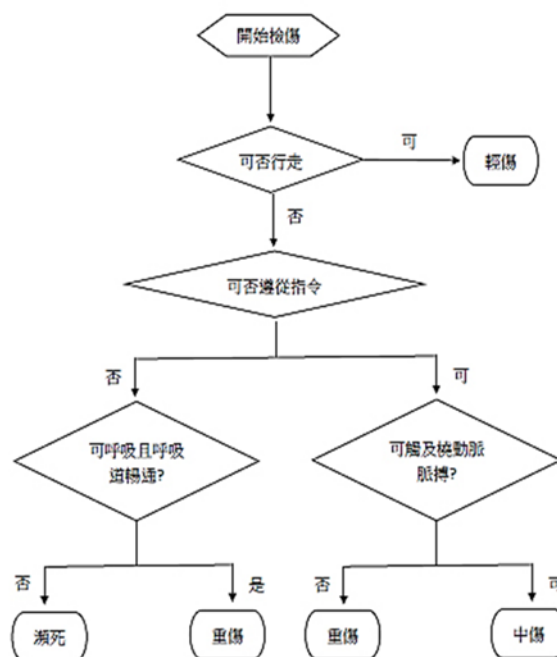 開始檢傷
可否行走
可
輕傷
否
可否遵從指令
否
可
可呼吸且呼吸
道暢通?
可觸及橈動脈
脈搏?
否
是
否
可
瀕死
重傷
重傷
中傷